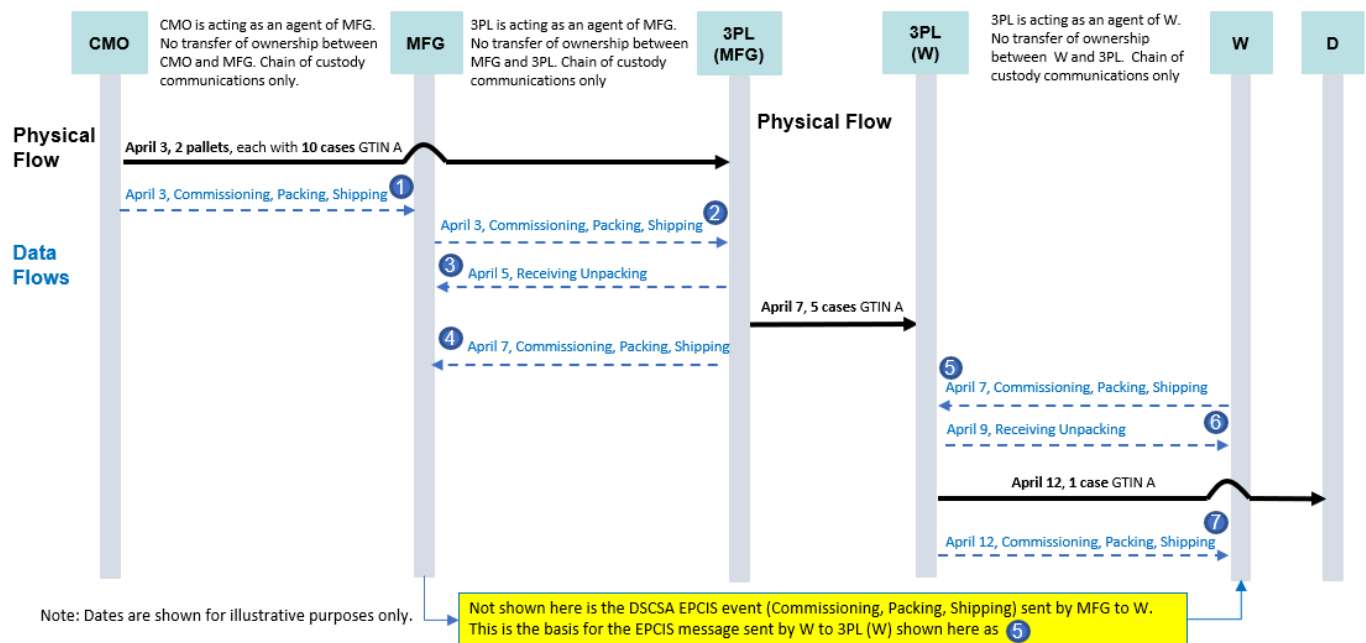 CMO
CMO is acting as an agent of MFG.
No transfer of ownership between
CMO and MFG. Chain of custody
communications only.
MFG
3PL is acting as an agent of MFG.
No transfer of ownership between
MFG and 3PL. Chain of custody
communications only
3PL
(MFG)
3PL
(W)
3PL is acting as an agent of W.
No transfer of ownership
between W and 3PL. Chain of
custody communications only
W
D
Physical
Flow
Physical Flow
April 3, 2 pallets, each with 10 cases GTIN A
April 3, Commissioning, Packing, Shipping 1
April 3, Commissioning, Packing, Shipping 2
Data
Flows
3 April 5, Receiving Unpacking
April 7, 5 cases GTIN A
4 April 7, Commissioning, Packing, Shipping
5
April 7, Commissioning, Packing, Shipping
April 9, Receiving Unpacking 6
April 12, 1 case GTIN A
April 12, Commissioning, Packing, Shipping 7
Note: Dates are shown for illustrative purposes only.
Not shown here is the DSCSA EPCIS event (Commissioning, Packing, Shipping) sent by MFG to W.
This is the basis for the EPCIS message sent by W to 3PL (W) shown here as 5